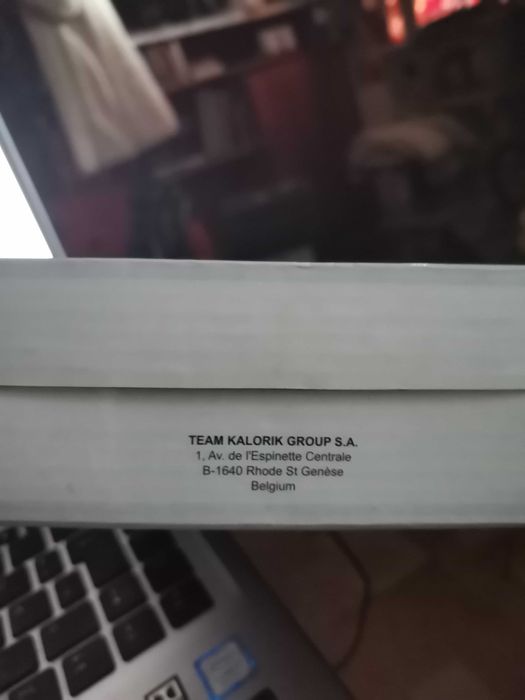 TEAM KALORIK GROUP S.A.
1, Av. de l'Espinette Centrale
B-1640 Rhode St Genèse
Belgium